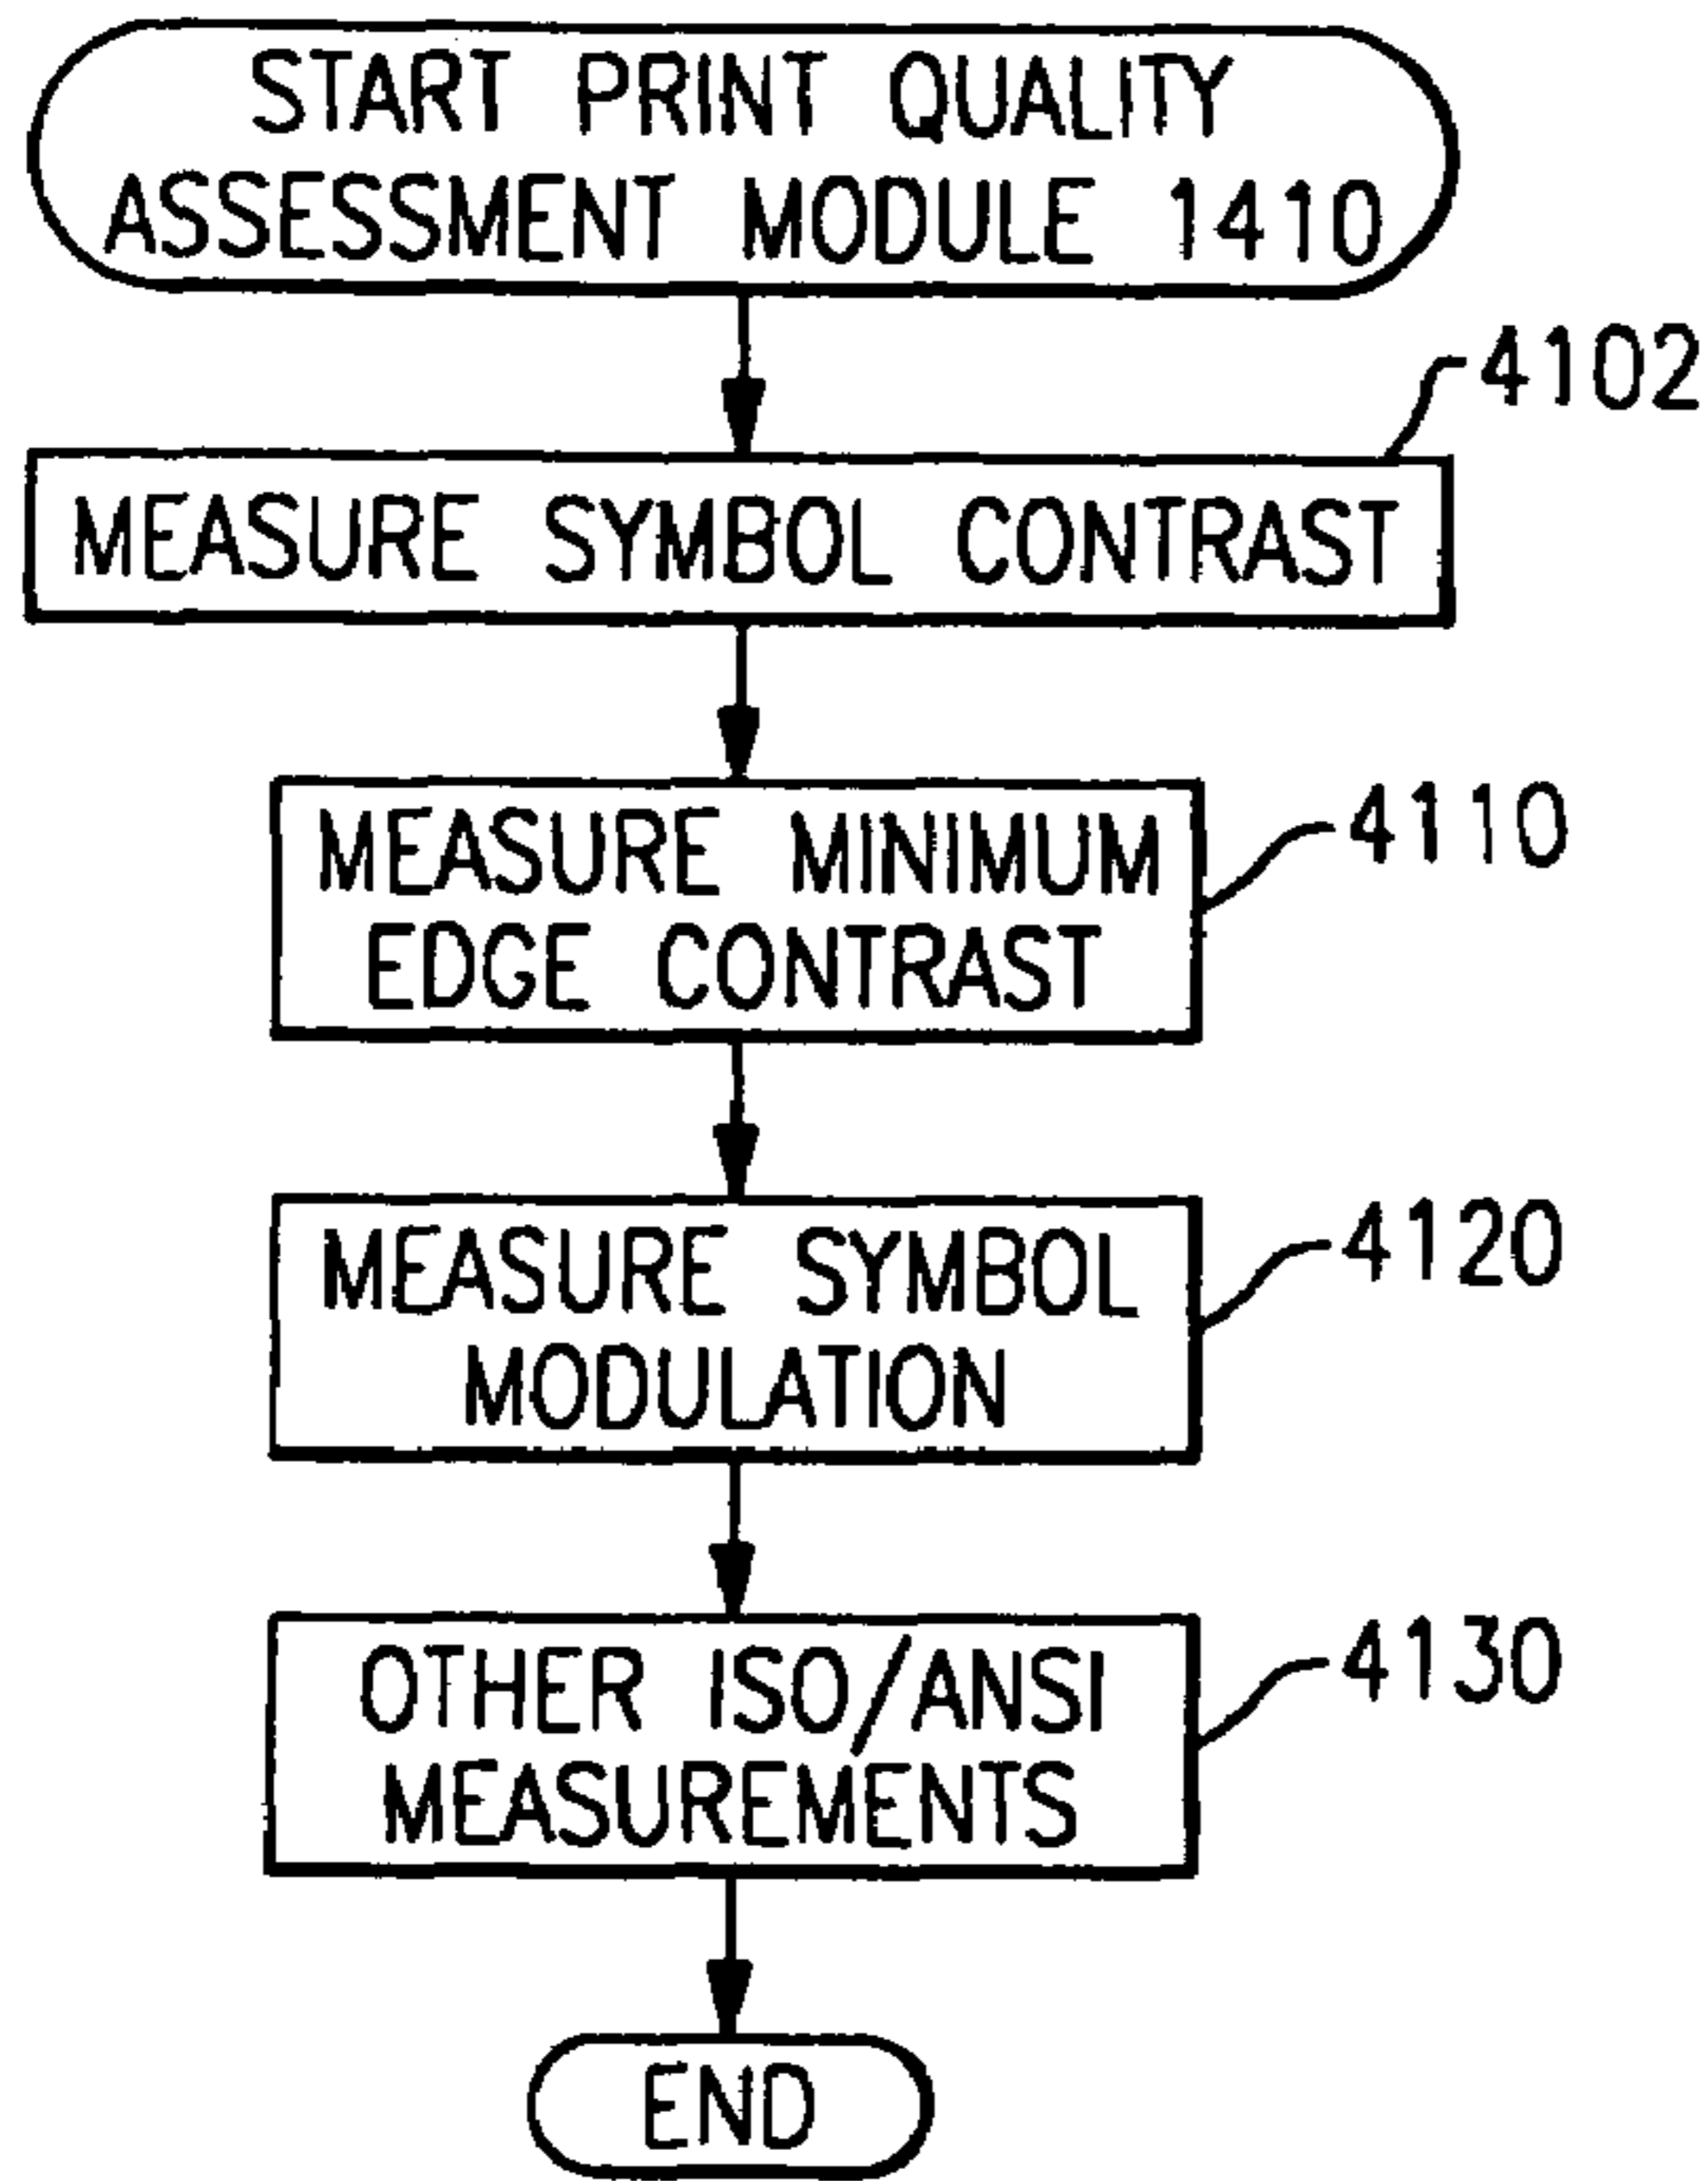 START PRINT QUALITY
ASSESSMENT MODULE 1410
4102
MEASURE SYMBOL CONTRAST
MEASURE MINIMUM
EDGE CONTRAST
4110
MEASURE SYMBOL
MODULATION
4120
OTHER ISO/ANSI
MEASUREMENTS
4130
END